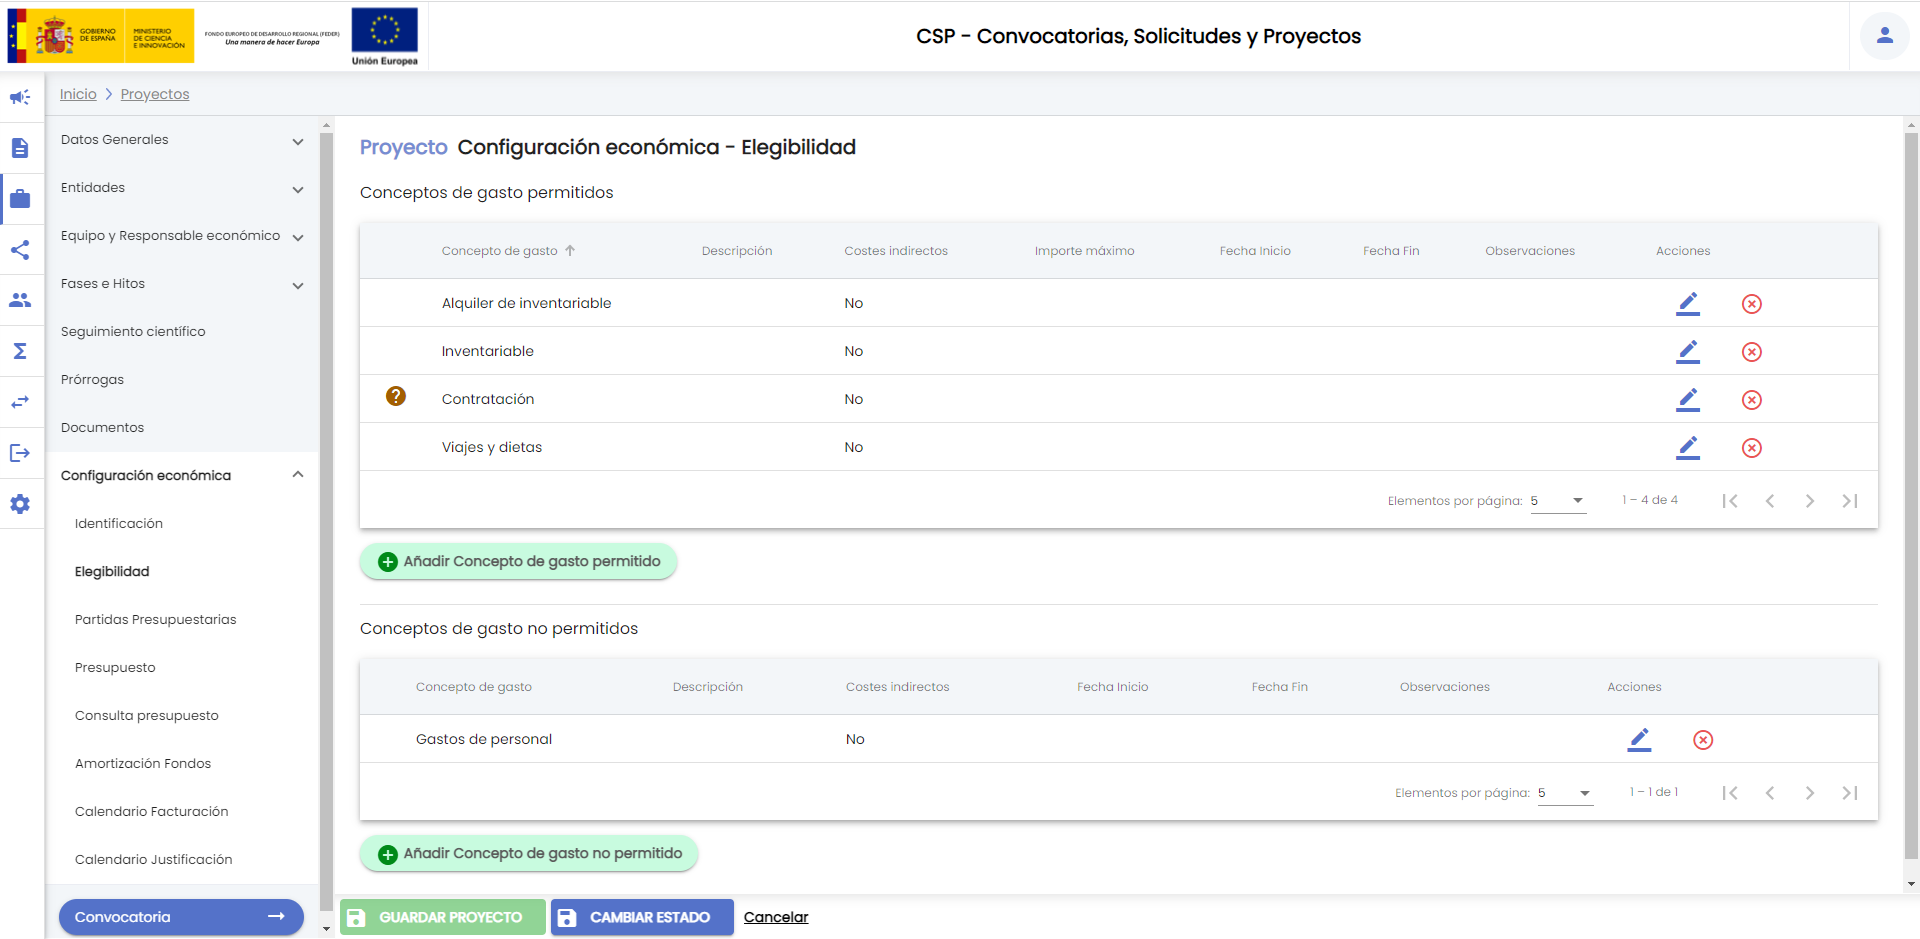 GOBIERNO
DE ESPAÑA
MINISTERIO
DE CIENCIA
E INNOVACIÓN
FONDO EUROPEO DE DESARROLLO REGIONAL (FEDER)
Una manera de hacer Europa
Unión Europea
CSP - Convocatorias, Solicitudes y Proyectos
Inicio > Proyectos
Datos Generales
Entidades
Equipo y Responsable económico
Fases e Hitos
Seguimiento científico
Prórrogas
Documentos
Configuración económica
Identificación
Elegibilidad
Partidas Presupuestarias
Presupuesto
Consulta presupuesto
Amortización Fondos
Calendario Facturación
Calendario Justificación
Convocatoria
Proyecto Configuración económica - Elegibilidad
Conceptos de gasto permitidos
Concepto de gasto Descripción Costes indirectos Importe máximo Fecha Inicio Fecha Fin Observaciones Acciones
Alquiler de inventariable No
Inventariable No
? Contratación No
Viajes y dietas No
Elementos por página: 5 1 – 4 de 4
Añadir Concepto de gasto permitido
Conceptos de gasto no permitidos
Concepto de gasto Descripción Costes indirectos Fecha Inicio Fecha Fin Observaciones Acciones
Gastos de personal No
Elementos por página: 5 1 – 1 de 1
Añadir Concepto de gasto no permitido
GUARDAR PROYECTO CAMBIAR ESTADO Cancelar